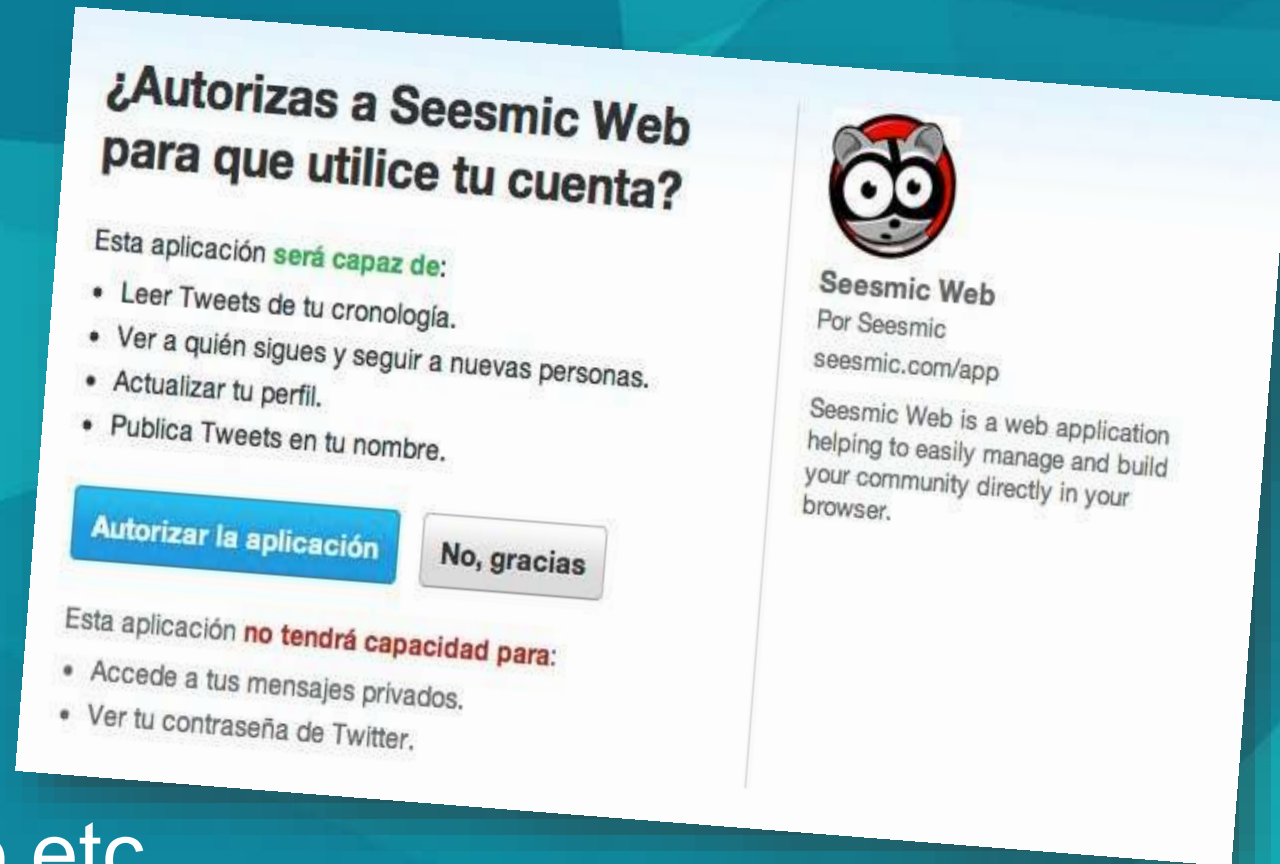 ¿Autorizas a Seesmic Web
para que utilice tu cuenta?
Esta aplicación será capaz de:
• Leer Tweets de tu cronología.
• Ver a quién sigues y seguir a nuevas personas.
• Actualizar tu perfil.
• Publica Tweets en tu nombre.
Autorizar la aplicación
No, gracias
Esta aplicación no tendrá capacidad para:
• Accede a tus mensajes privados.
• Ver tu contraseña de Twitter.
Seesmic Web
Por Seesmic
seesmic.com/app
Seesmic Web is a web application
helping to easily manage and build
your community directly in your
browser.
etc